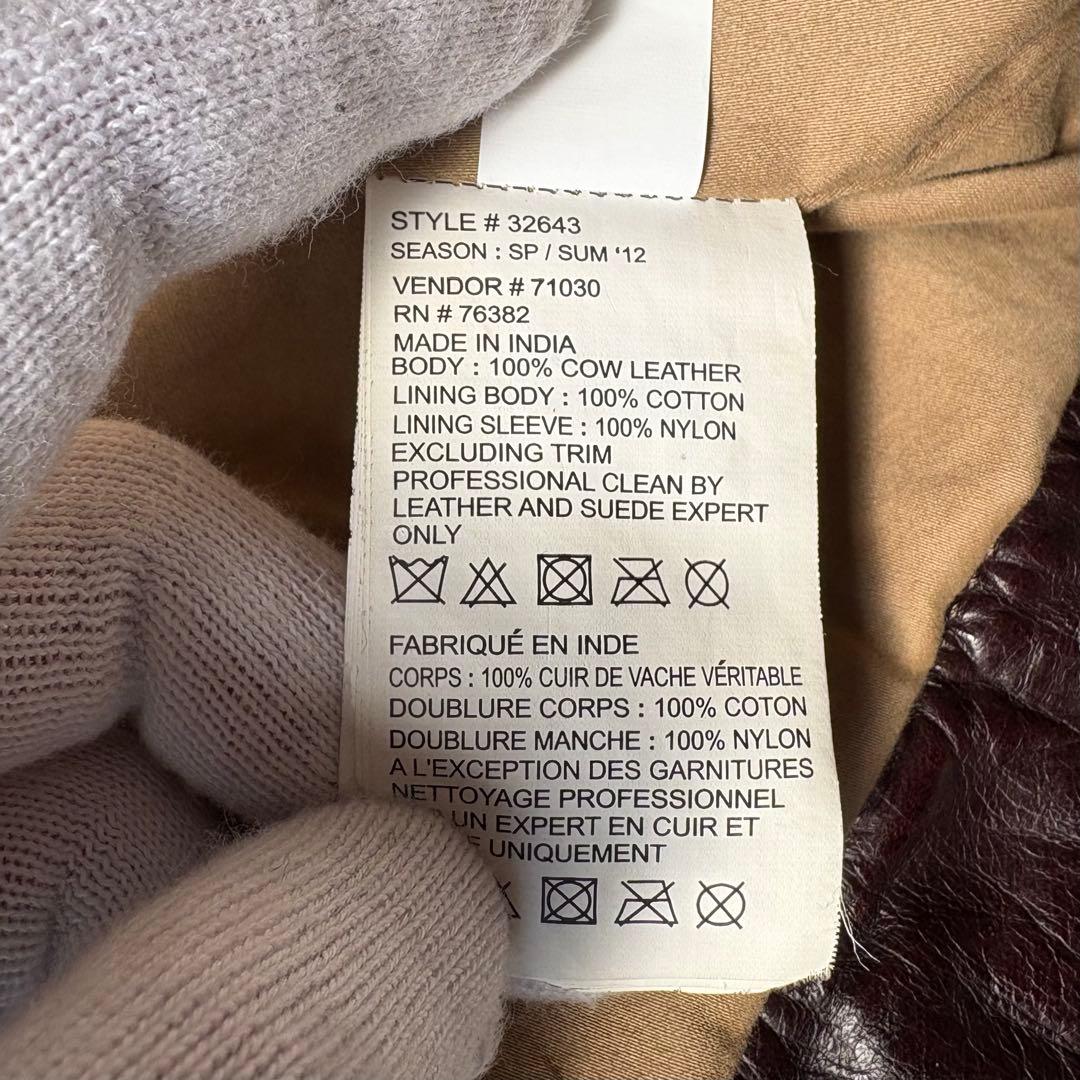 STYLE # 32643
SEASON : SP / SUM '12
VENDOR # 71030
RN # 76382
MADE IN INDIA
BODY : 100% COW LEATHER
LINING BODY : 100% COTTON
LINING SLEEVE : 100% NYLON
EXCLUDING TRIM
PROFESSIONAL CLEAN BY
LEATHER AND SUEDE EXPERT
ONLY
FABRIQUÉ EN INDE
CORPS : 100% CUIR DE VACHE VÉRITABLE
DOUBLURE CORPS : 100% COTON
DOUBLURE MANCHE : 100% NYLON
A L'EXCEPTION DES GARNITURES
NETTOYAGE PROFESSIONNEL
UN EXPERT EN CUIR ET
UNIQUEMENT